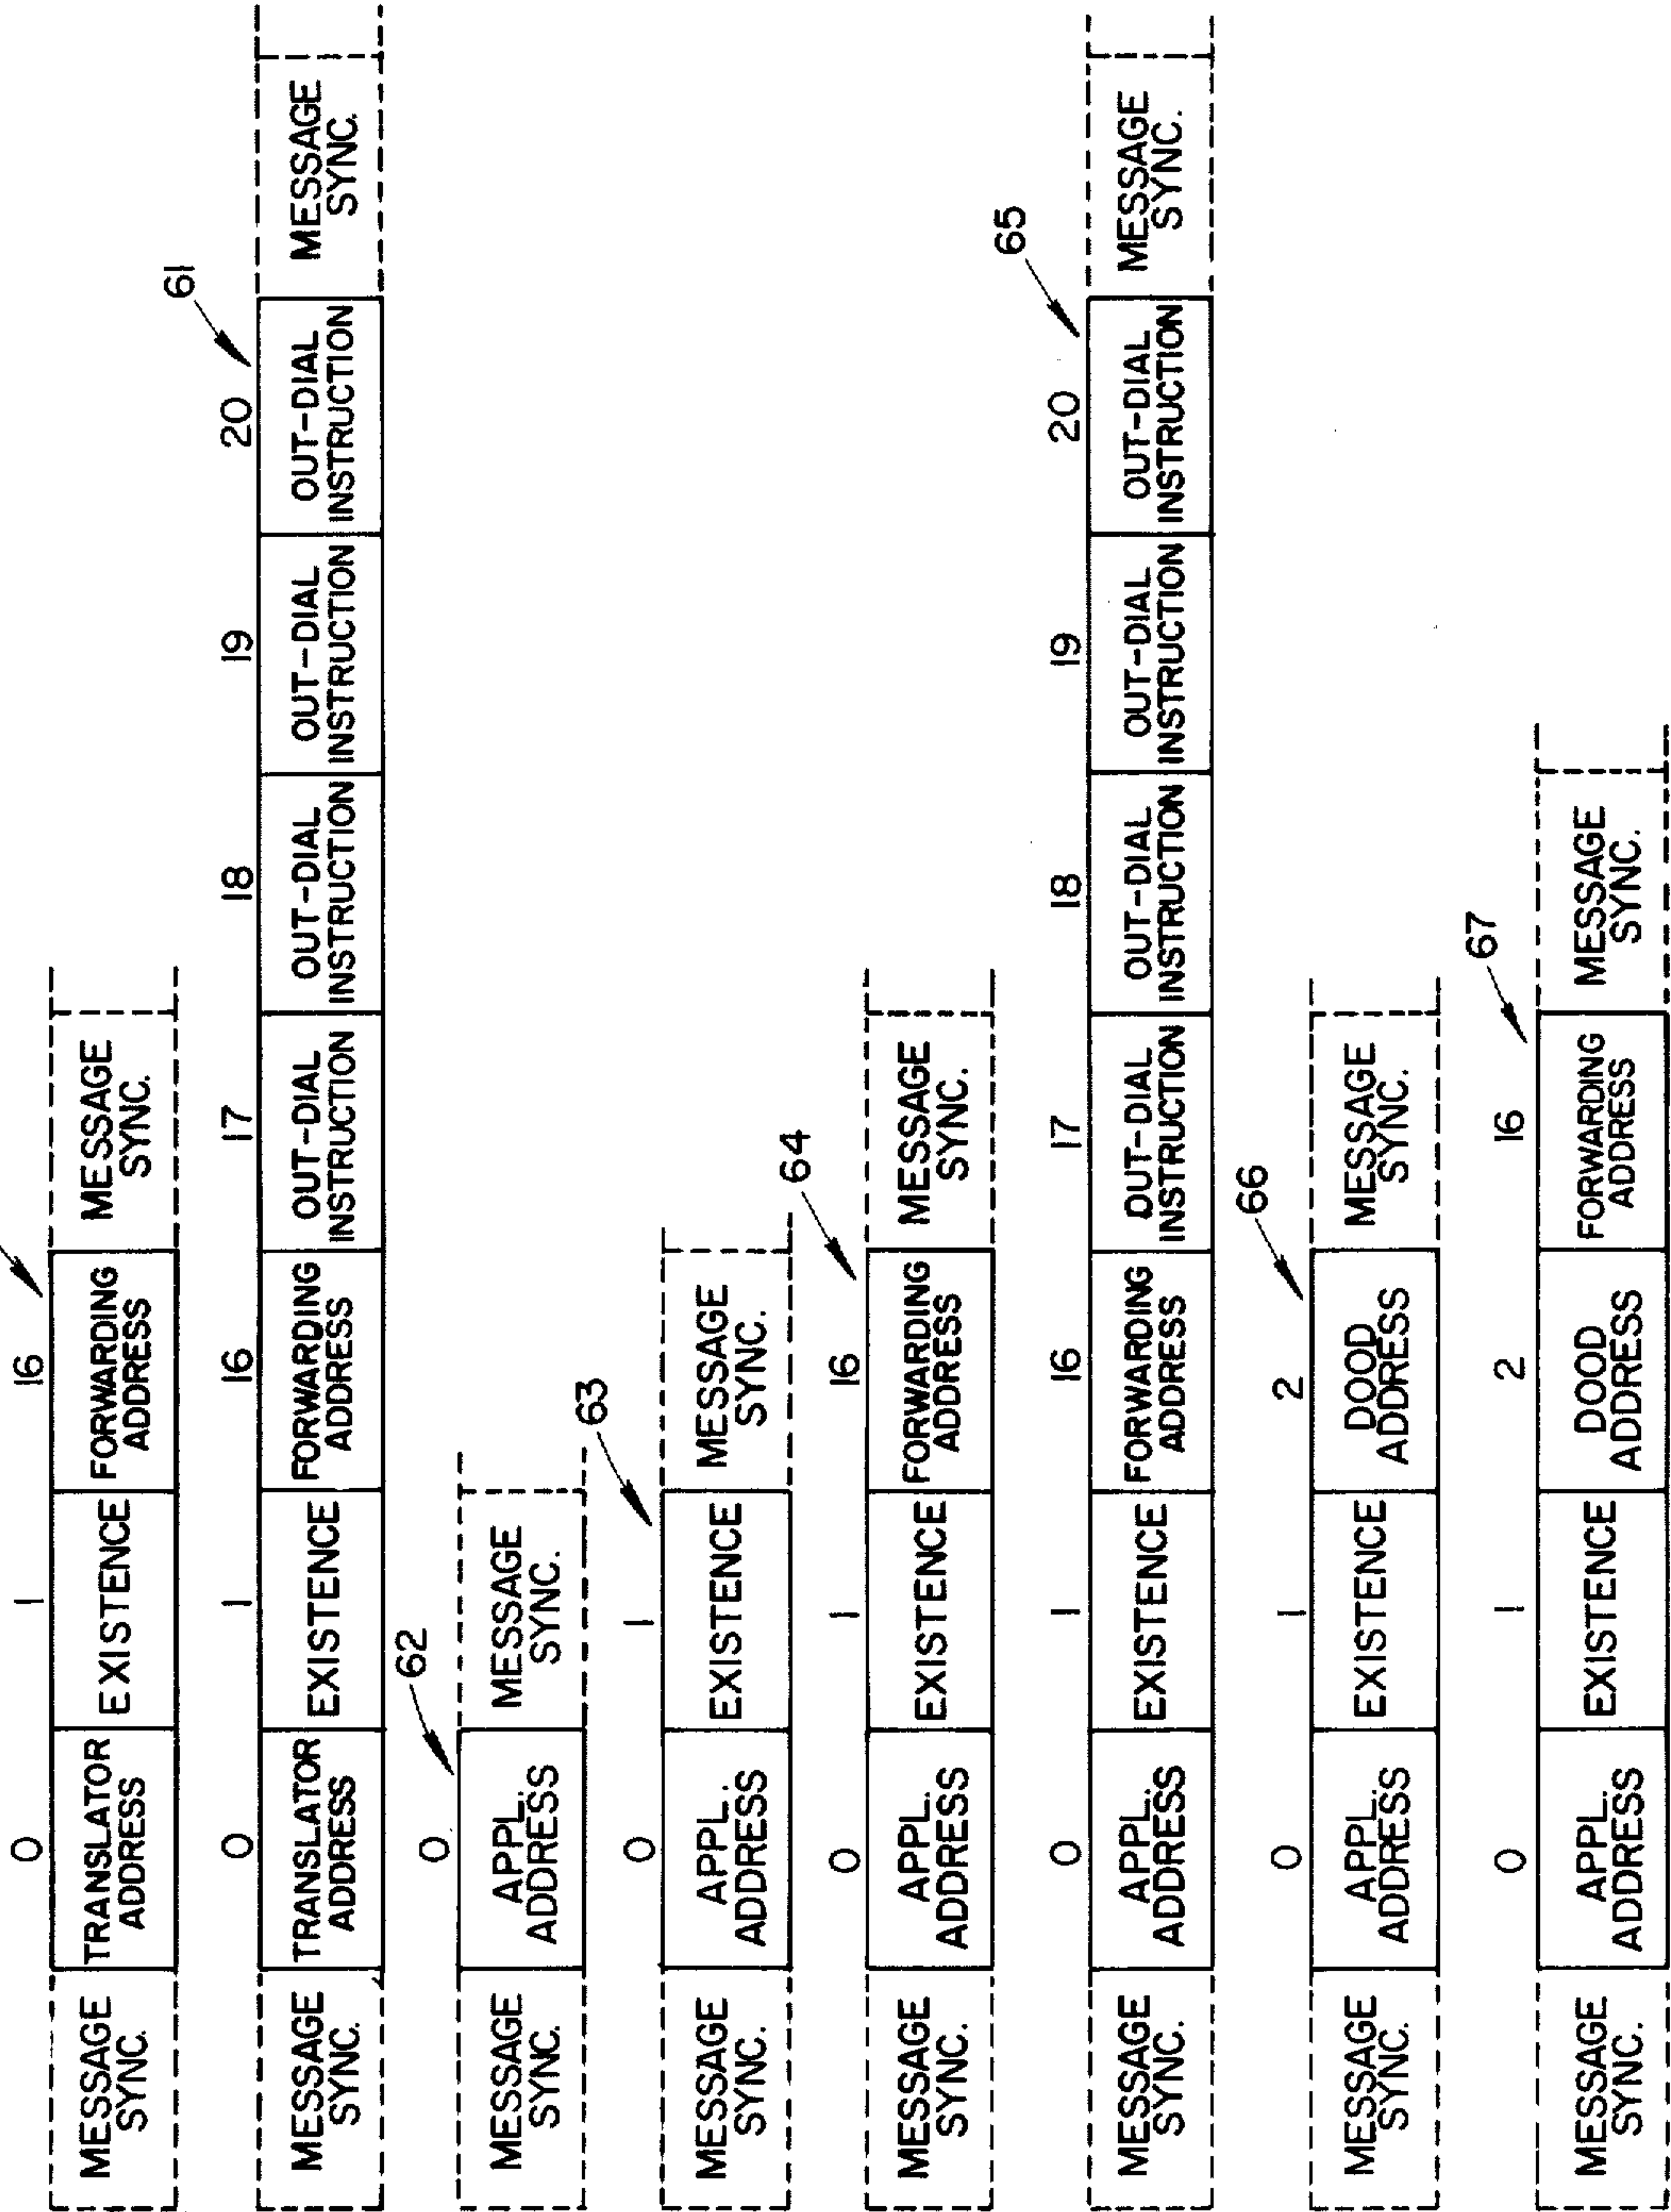 0 1 16
MESSAGE SYNC. TRANSLATOR ADDRESS EXISTENCE FORWARDING ADDRESS MESSAGE SYNC.
61
0 1 16 17 18 19 20
MESSAGE SYNC. TRANSLATOR ADDRESS EXISTENCE FORWARDING ADDRESS OUT-DIAL INSTRUCTION OUT-DIAL INSTRUCTION OUT-DIAL INSTRUCTION OUT-DIAL INSTRUCTION MESSAGE SYNC.
0 62
MESSAGE SYNC. APPL. ADDRESS MESSAGE SYNC.
0 1 63
MESSAGE SYNC. APPL. ADDRESS EXISTENCE MESSAGE SYNC.
0 1 16 64
MESSAGE SYNC. APPL. ADDRESS EXISTENCE FORWARDING ADDRESS MESSAGE SYNC.
65
0 1 16 17 18 19 20
MESSAGE SYNC. APPL. ADDRESS EXISTENCE FORWARDING ADDRESS OUT-DIAL INSTRUCTION OUT-DIAL INSTRUCTION OUT-DIAL INSTRUCTION OUT-DIAL INSTRUCTION MESSAGE SYNC.
0 1 2 66
MESSAGE SYNC. APPL. ADDRESS EXISTENCE DOOD ADDRESS MESSAGE SYNC.
0 1 2 16 67
MESSAGE SYNC. APPL. ADDRESS EXISTENCE DOOD ADDRESS FORWARDING ADDRESS MESSAGE SYNC.